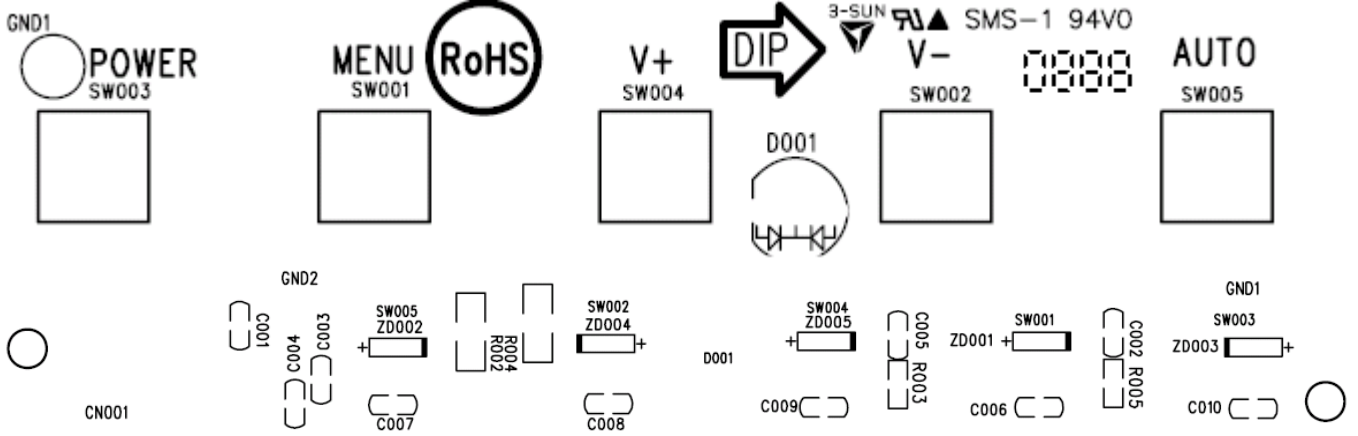 GND1
POWER
SW003
MENU
SW001
RoHS
V+
SW004
DIP
3-SUN
SMS-1 94V0
V-
SW002
8888
AUTO
SW005
D001
GND2
GND1
C001
C004
C003
SW005
ZD002
+
C007
R002
R004
SW002
ZD004
+
C008
D001
SW004
ZD005
+
C009
C005
R003
SW001
ZD001 +
C006
C002
R005
SW003
ZD003
+
C010
CN001